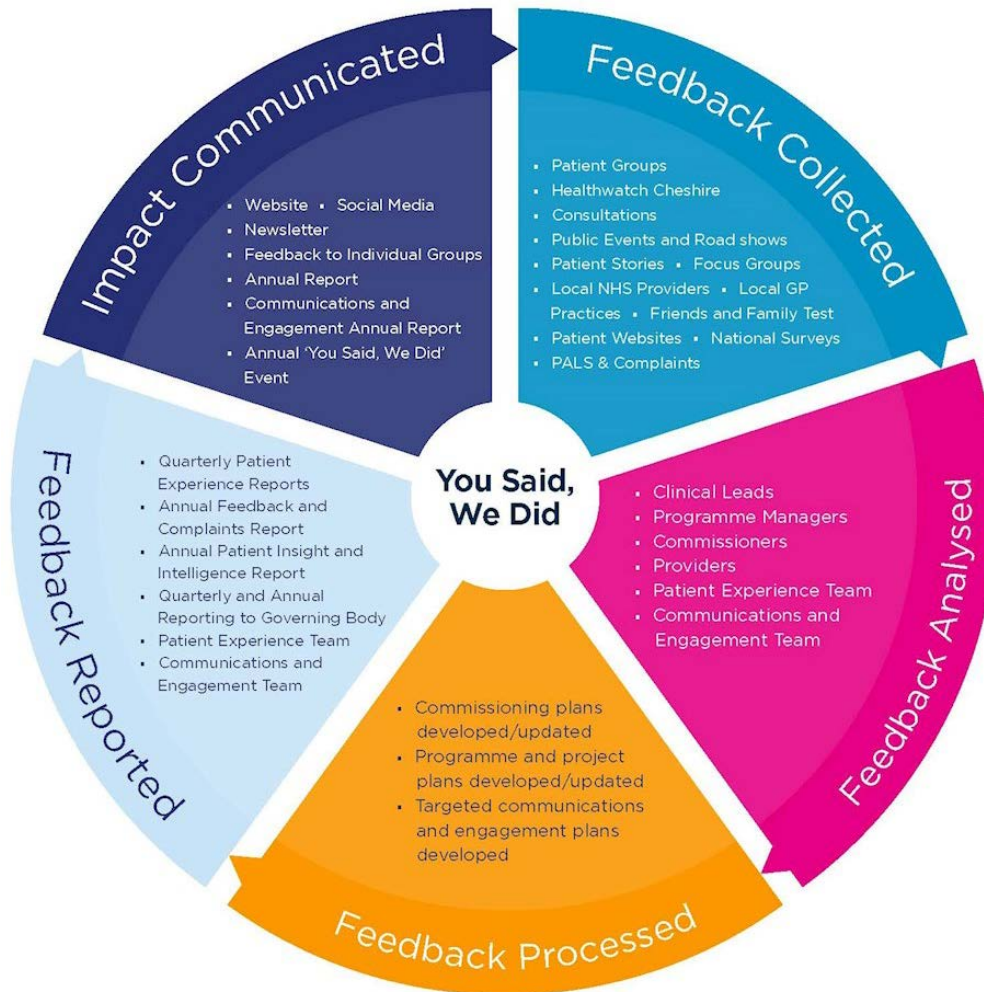 Impact Communicated
▪ Website ▪ Social Media
▪ Newsletter
▪ Feedback to Individual Groups
▪ Annual Report
▪ Communications and
Engagement Annual Report
▪ Annual ‘You Said, We Did’
Event
Feedback Collected
▪ Patient Groups
▪ Healthwatch Cheshire
▪ Consultations
▪ Public Events and Road shows
▪ Patient Stories ▪ Focus Groups
▪ Local NHS Providers ▪ Local GP
Practices ▪ Friends and Family Test
▪ Patient Websites ▪ National Surveys
▪ PALS & Complaints
Feedback Analysed
▪ Clinical Leads
▪ Programme Managers
▪ Commissioners
▪ Providers
▪ Patient Experience Team
▪ Communications and
Engagement Team
Feedback Processed
▪ Commissioning plans
developed/updated
▪ Programme and project
plans developed/updated
▪ Targeted communications
and engagement plans
developed
Feedback Reported
▪ Quarterly Patient
Experience Reports
▪ Annual Feedback and
Complaints Report
▪ Annual Patient Insight and
Intelligence Report
▪ Quarterly and Annual
Reporting to Governing Body
▪ Patient Experience Team
▪ Communications and
Engagement Team
You Said,
We Did